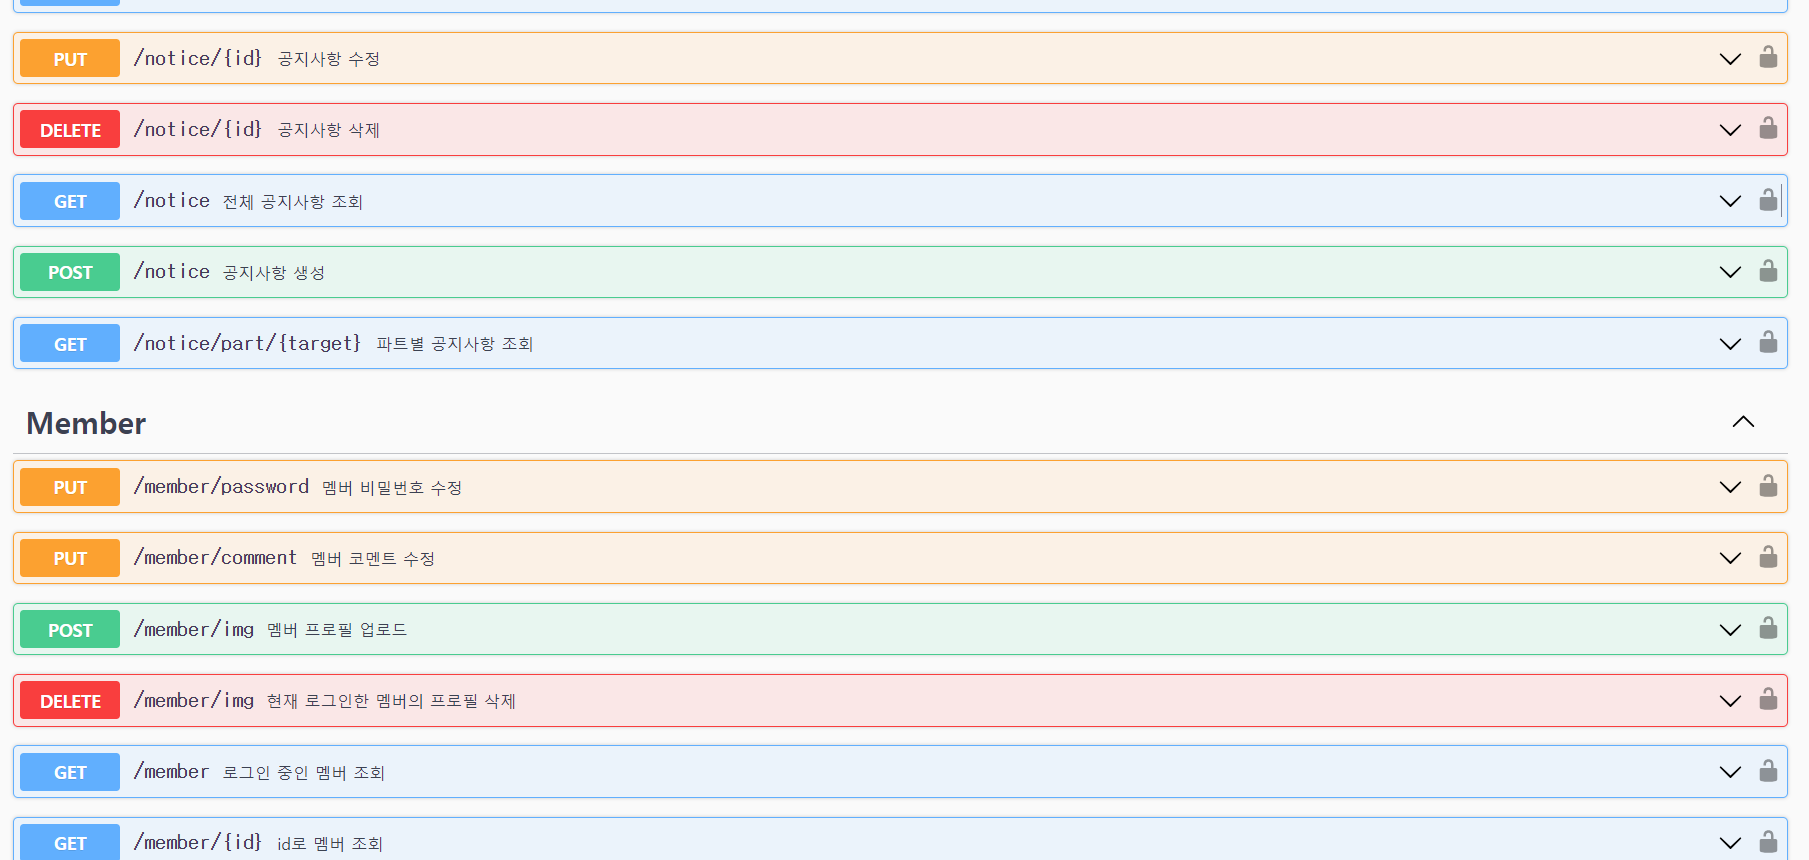 PUT /notice/{id} 공지사항 수정
DELETE /notice/{id} 공지사항 삭제
GET /notice 전체 공지사항 조회
POST /notice 공지사항 생성
GET /notice/part/{target} 파트별 공지사항 조회
Member
PUT /member/password 멤버 비밀번호 수정
PUT /member/comment 멤버 코멘트 수정
POST /member/img 멤버 프로필 업로드
DELETE /member/img 현재 로그인한 멤버의 프로필 삭제
GET /member 로그인 중인 멤버 조회
GET /member/{id} id로 멤버 조회